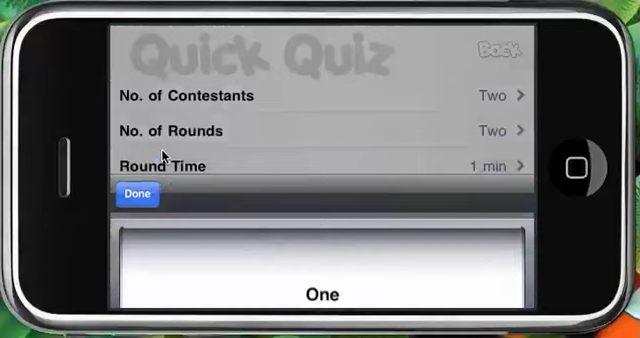 Quick Quiz Back
No. of Contestants Two
No. of Rounds Two
Round Time 1 min
Done
One